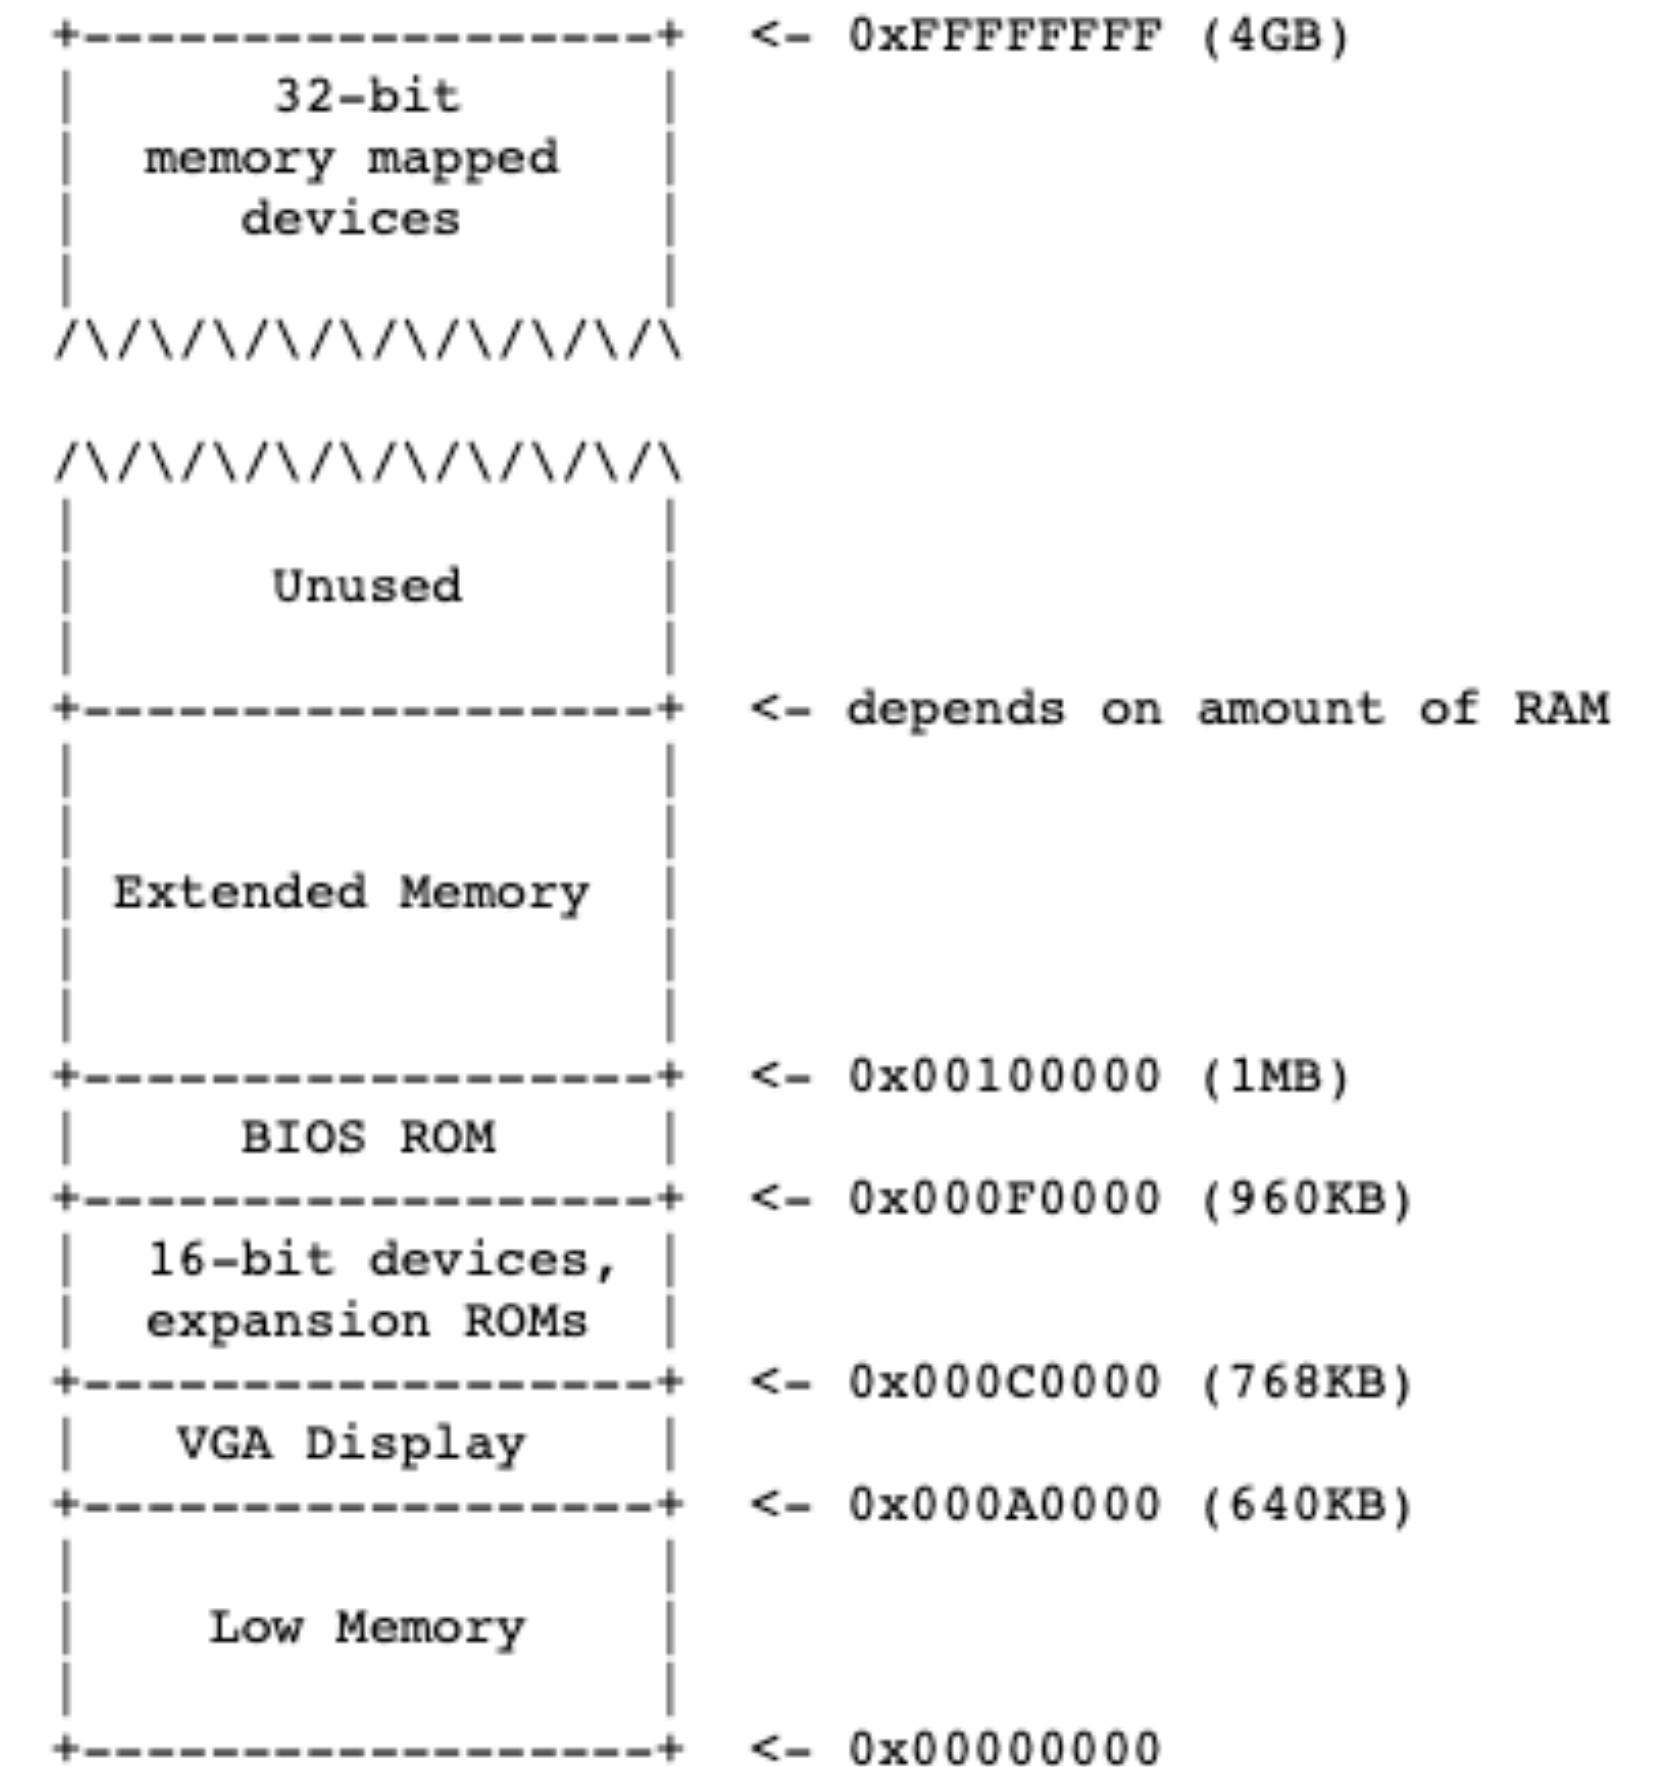 +------------------+  <- 0xFFFFFFFF (4GB)
|      32-bit      |
|  memory mapped   |
|     devices      |
|                  |
/\/\/\/\/\/\/\/\/\/\

/\/\/\/\/\/\/\/\/\/\
|                  |
|      Unused      |
|                  |
+------------------+  <- depends on amount of RAM
|                  |
|                  |
| Extended Memory  |
|                  |
|                  |
+------------------+  <- 0x00100000 (1MB)
|     BIOS ROM     |
+------------------+  <- 0x000F0000 (960KB)
|  16-bit devices, |
|  expansion ROMs  |
+------------------+  <- 0x000C0000 (768KB)
|   VGA Display    |
+------------------+  <- 0x000A0000 (640KB)
|                  |
|    Low Memory    |
|                  |
+------------------+  <- 0x00000000